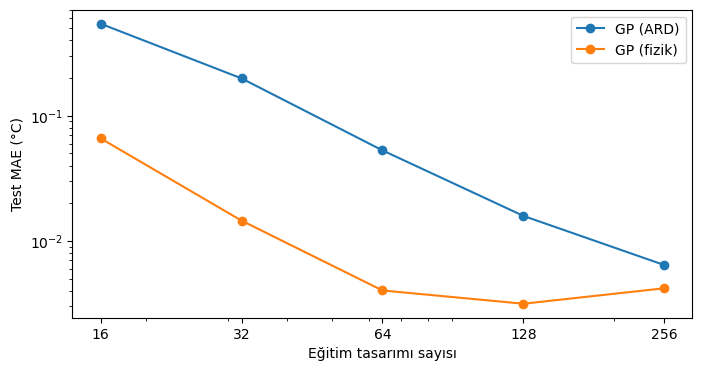 GP (ARD)
GP (fizik)
Test MAE (°C)
10⁻¹
10⁻²
16 32 64 128 256
Eğitim tasarımı sayısı